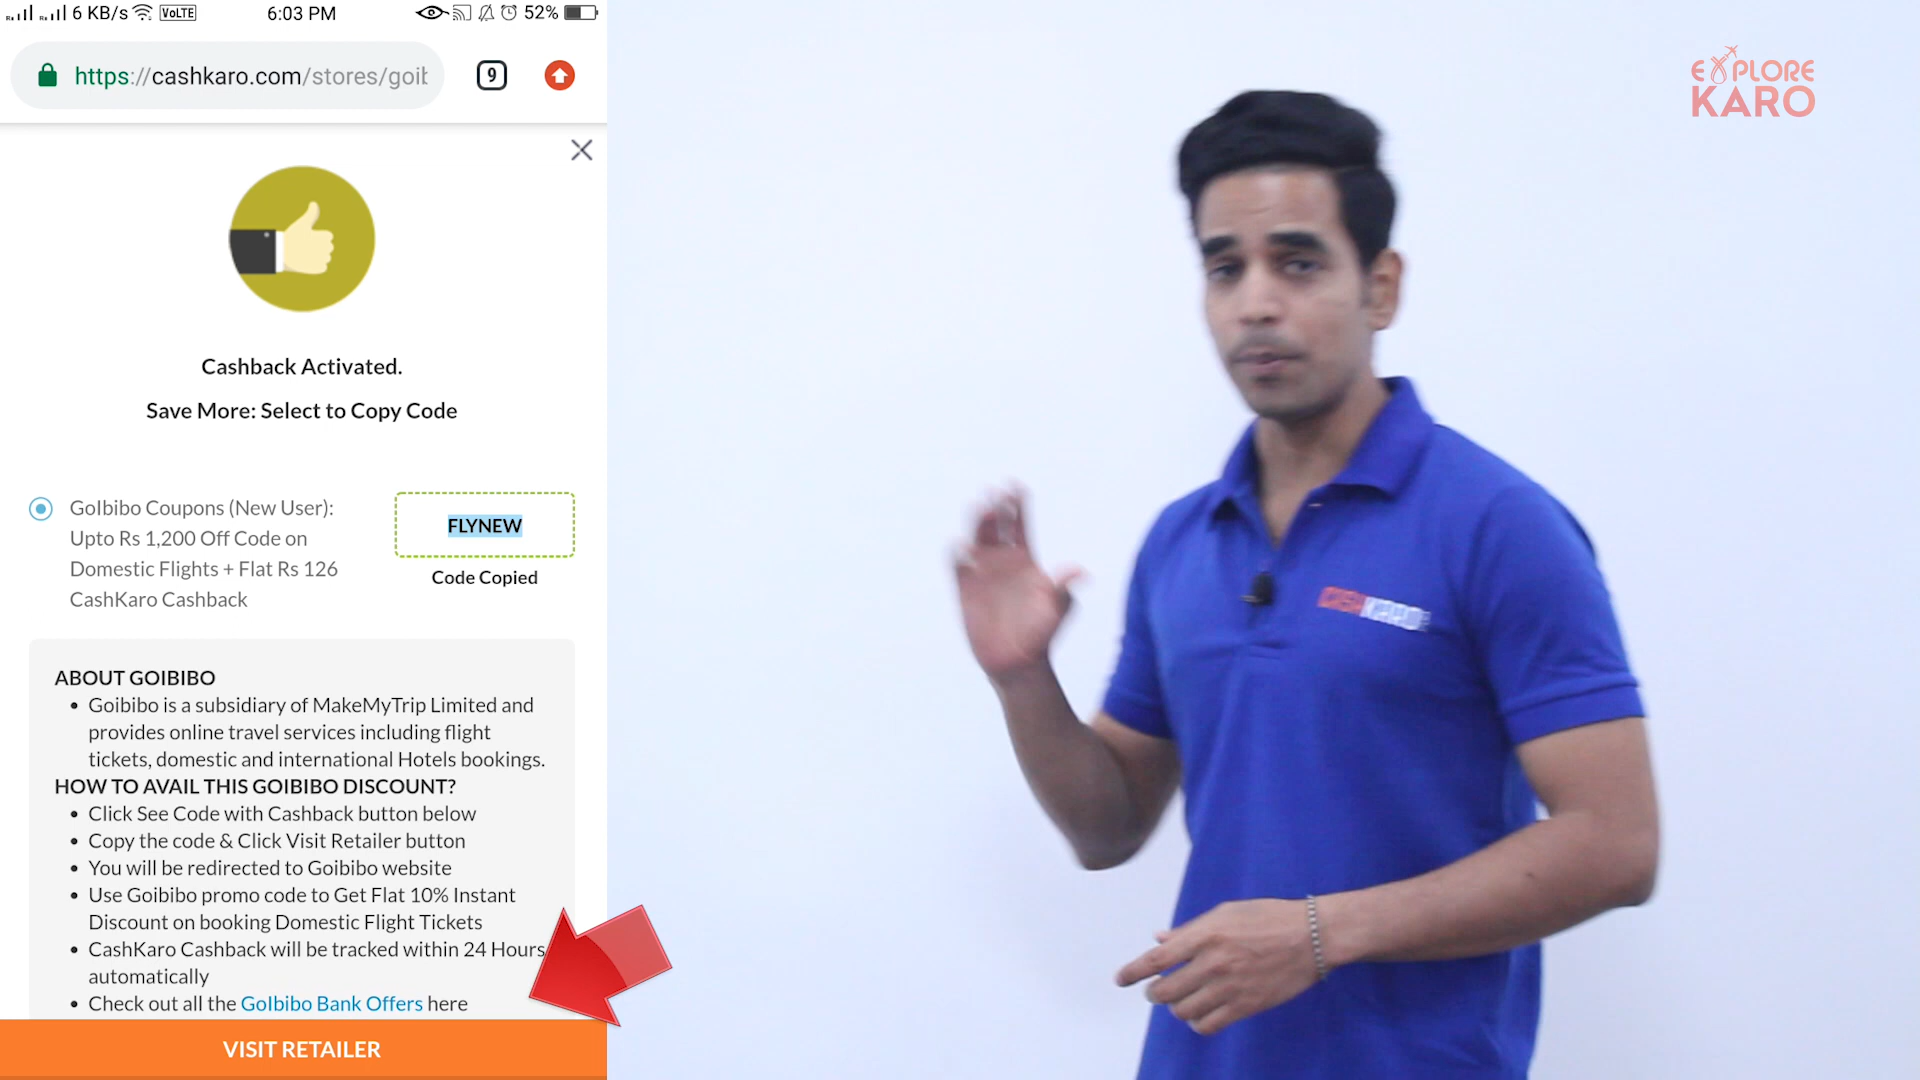 6 KB/s VoLTE 6:03 PM 52%
https://cashkaro.com/stores/goib
9
Cashback Activated.
Save More: Select to Copy Code
GoIbibo Coupons (New User):
Upto Rs 1,200 Off Code on
Domestic Flights + Flat Rs 126
CashKaro Cashback
FLYNEW
Code Copied
ABOUT GOIBIBO
• Goibibo is a subsidiary of MakeMyTrip Limited and
provides online travel services including flight
tickets, domestic and international Hotels bookings.
HOW TO AVAIL THIS GOIBIBO DISCOUNT?
• Click See Code with Cashback button below
• Copy the code & Click Visit Retailer button
• You will be redirected to Goibibo website
• Use Goibibo promo code to Get Flat 10% Instant
Discount on booking Domestic Flight Tickets
• CashKaro Cashback will be tracked within 24 Hours
automatically
• Check out all the GoIbibo Bank Offers here
VISIT RETAILER
EXPLORE
KARO
CASHKARO